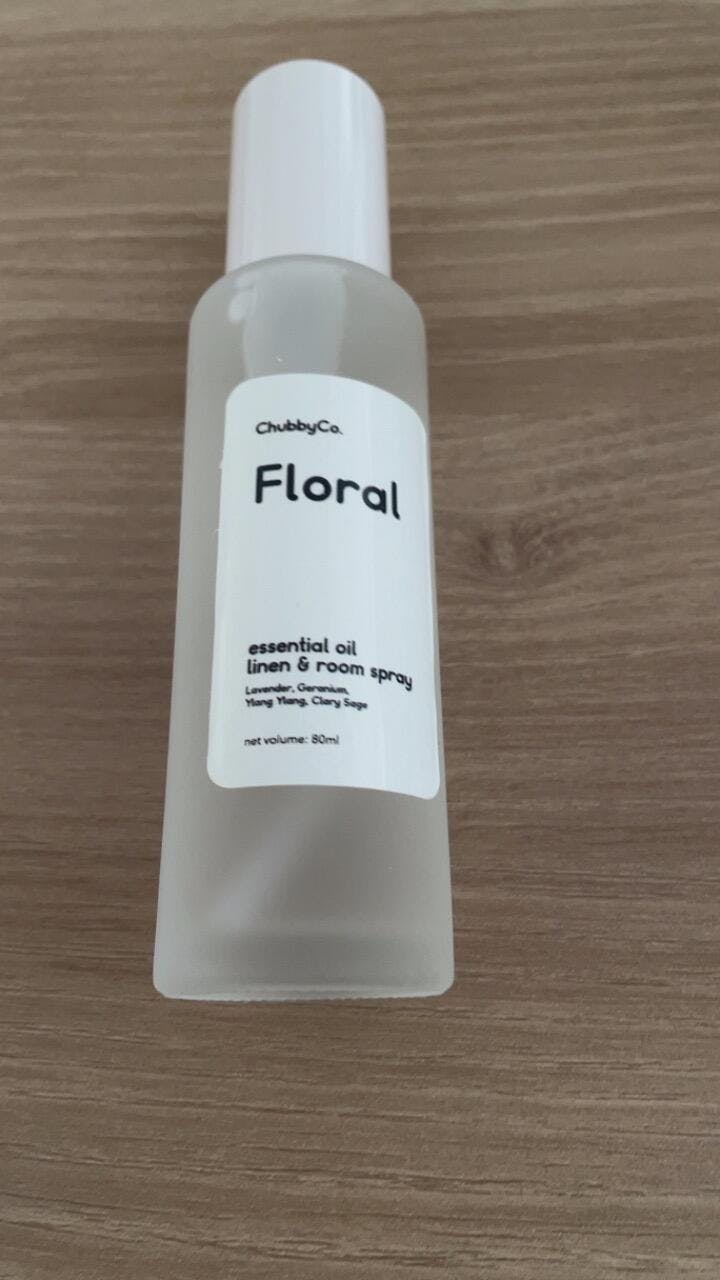 ChubbyCo.
Floral
essential oil
linen & room spray
Lavender, Geranium,
Ylang Ylang, Clary Sage
net volume: 80ml